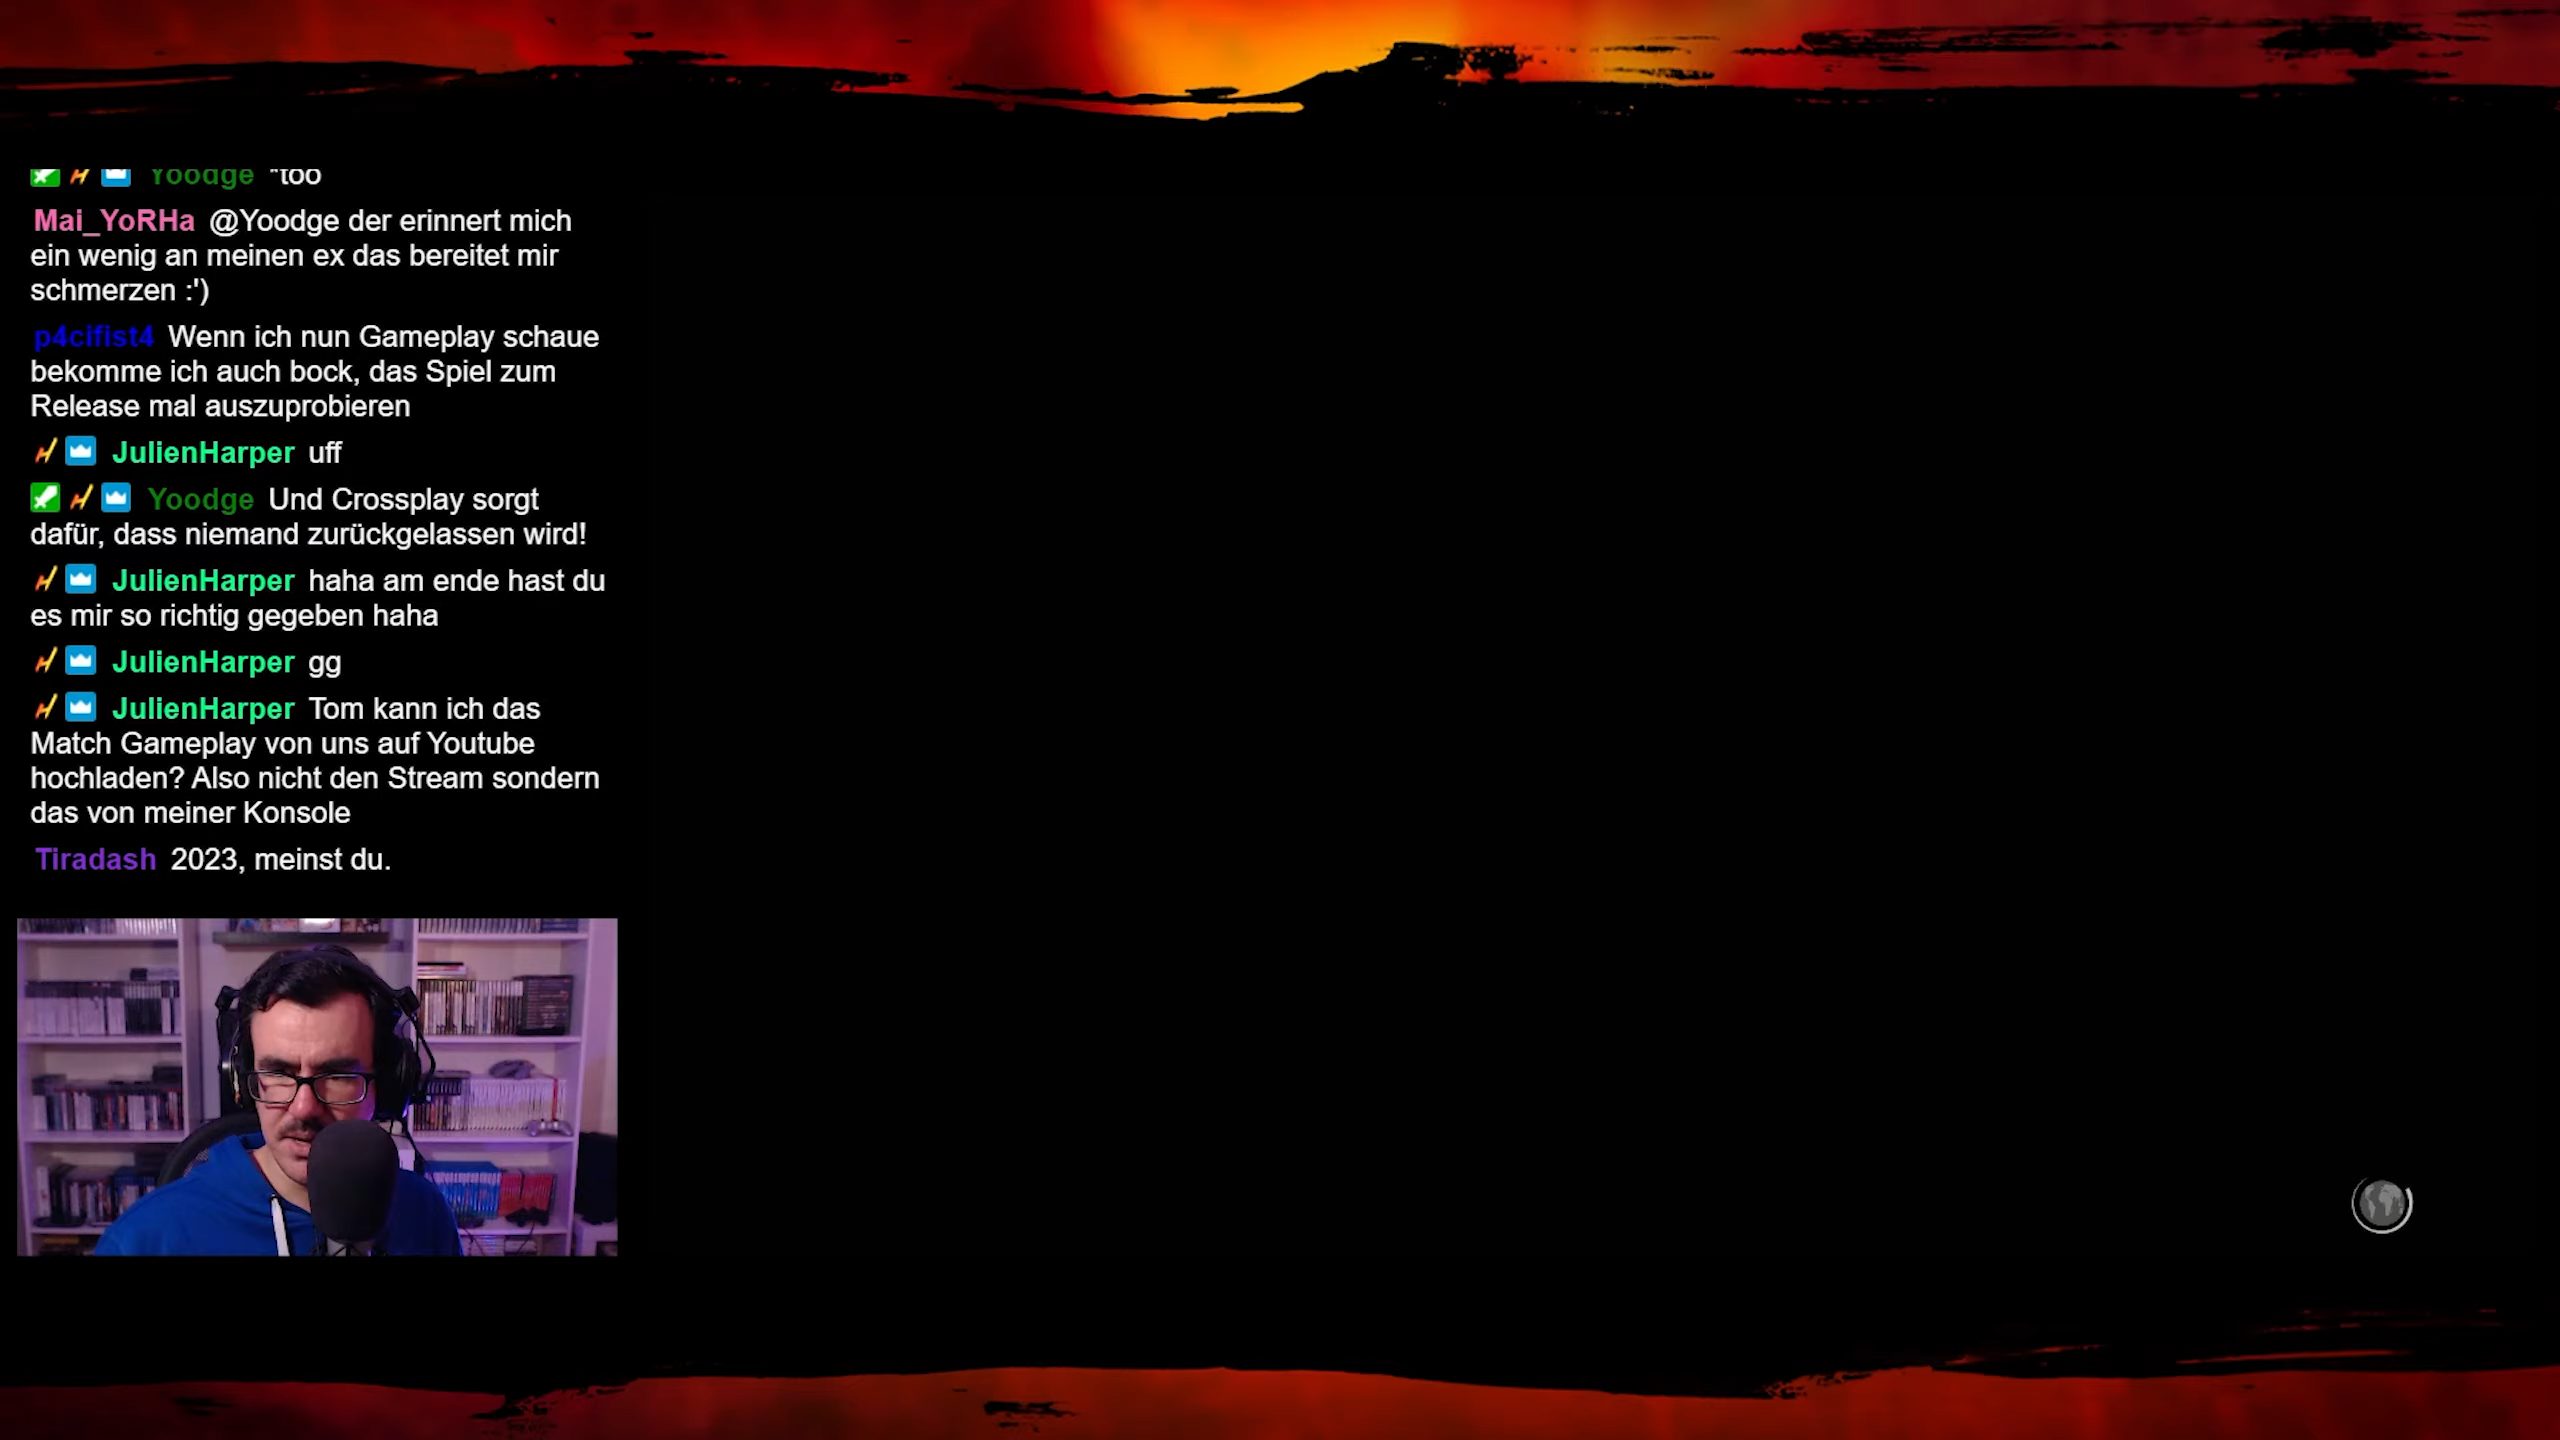 Yoodge *too
Mai_YoRHa @Yoodge der erinnert mich
ein wenig an meinen ex das bereitet mir
schmerzen :')
p4cifist4 Wenn ich nun Gameplay schaue
bekomme ich auch bock, das Spiel zum
Release mal auszuprobieren
JulienHarper uff
Yoodge Und Crossplay sorgt
dafür, dass niemand zurückgelassen wird!
JulienHarper haha am ende hast du
es mir so richtig gegeben haha
JulienHarper gg
JulienHarper Tom kann ich das
Match Gameplay von uns auf Youtube
hochladen? Also nicht den Stream sondern
das von meiner Konsole
Tiradash 2023, meinst du.